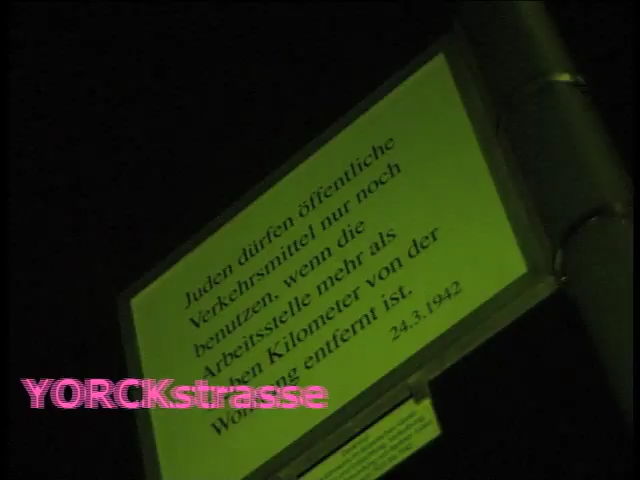 Juden dürfen öffentliche
Verkehrsmittel nur noch
benutzen, wenn die
Arbeitsstelle mehr als
Kilometer von der
entfernt ist.
24.3.1942
YORCKstrasse